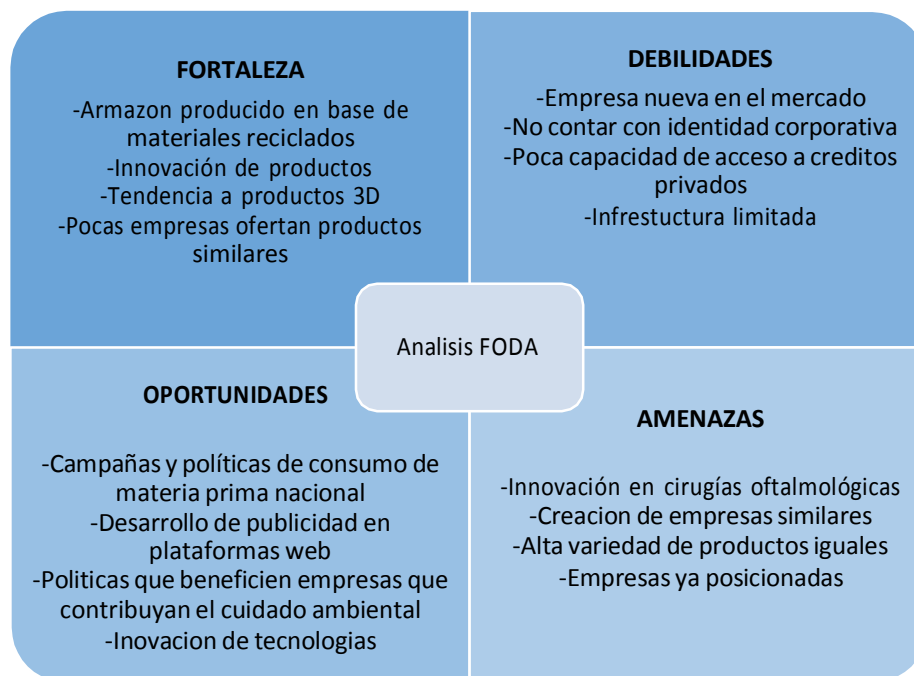 FORTALEZA
-Armazon producido en base de
materiales reciclados
-Innovación de productos
-Tendencia a productos 3D
-Pocas empresas ofertan productos
similares
DEBILIDADES
-Empresa nueva en el mercado
-No contar con identidad corporativa
-Poca capacidad de acceso a creditos
privados
-Infrestuctura limitada
Analisis FODA
OPORTUNIDADES
-Campañas y políticas de consumo de
materia prima nacional
-Desarrollo de publicidad en
plataformas web
-Politicas que beneficien empresas que
contribuyan el cuidado ambiental
-Inovacion de tecnologias
AMENAZAS
-Innovación en cirugías oftalmológicas
-Creacion de empresas similares
-Alta variedad de productos iguales
-Empresas ya posicionadas